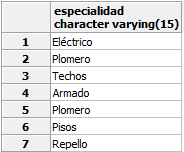 especialidad
character varying(15)
1 Eléctrico
2 Plomero
3 Techos
4 Armado
5 Plomero
6 Pisos
7 Repello